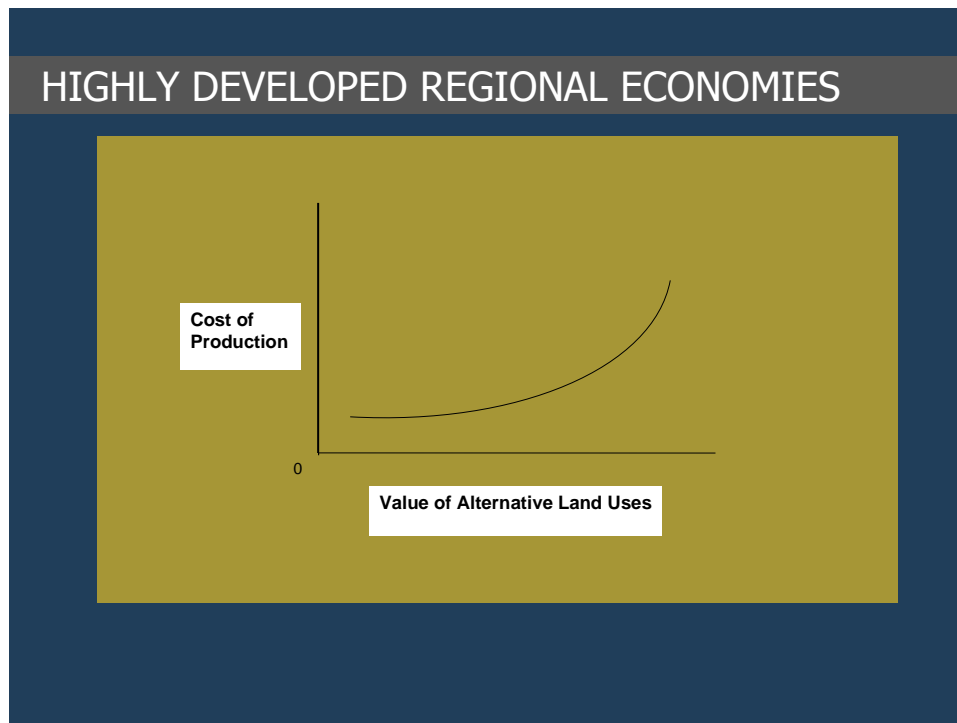 HIGHLY DEVELOPED REGIONAL ECONOMIES
Cost of
Production
0
Value of Alternative Land Uses